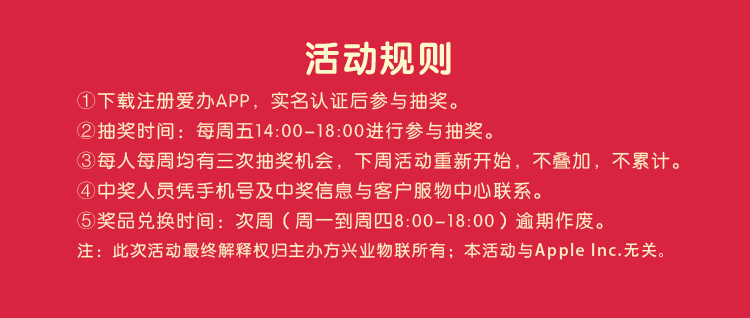 活动规则
①下载注册爱办APP，实名认证后参与抽奖。
②抽奖时间：每周五14:00-18:00进行参与抽奖。
③每人每周均有三次抽奖机会，下周活动重新开始，不叠加，不累计。
④中奖人员凭手机号及中奖信息与客户服物中心联系。
⑤奖品兑换时间：次周（周一到周四8:00-18:00）逾期作废。
注：此次活动最终解释权归主办方兴业物联所有；本活动与Apple Inc.无关。